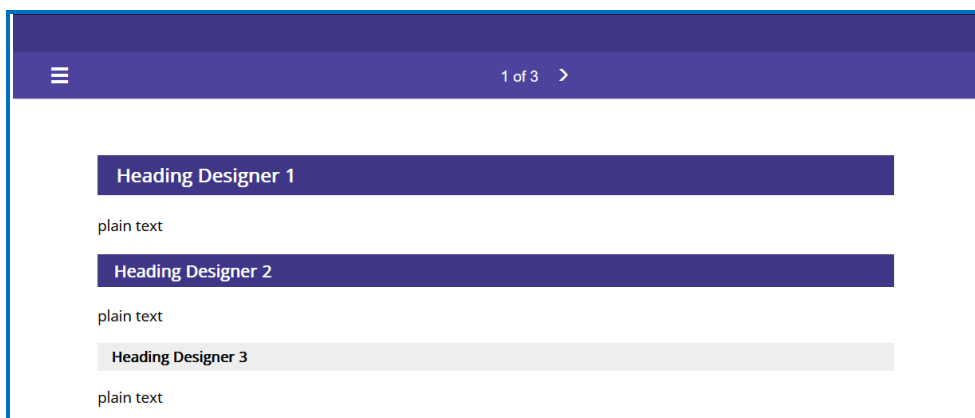 1 of 3
Heading Designer 1
plain text
Heading Designer 2
plain text
Heading Designer 3
plain text